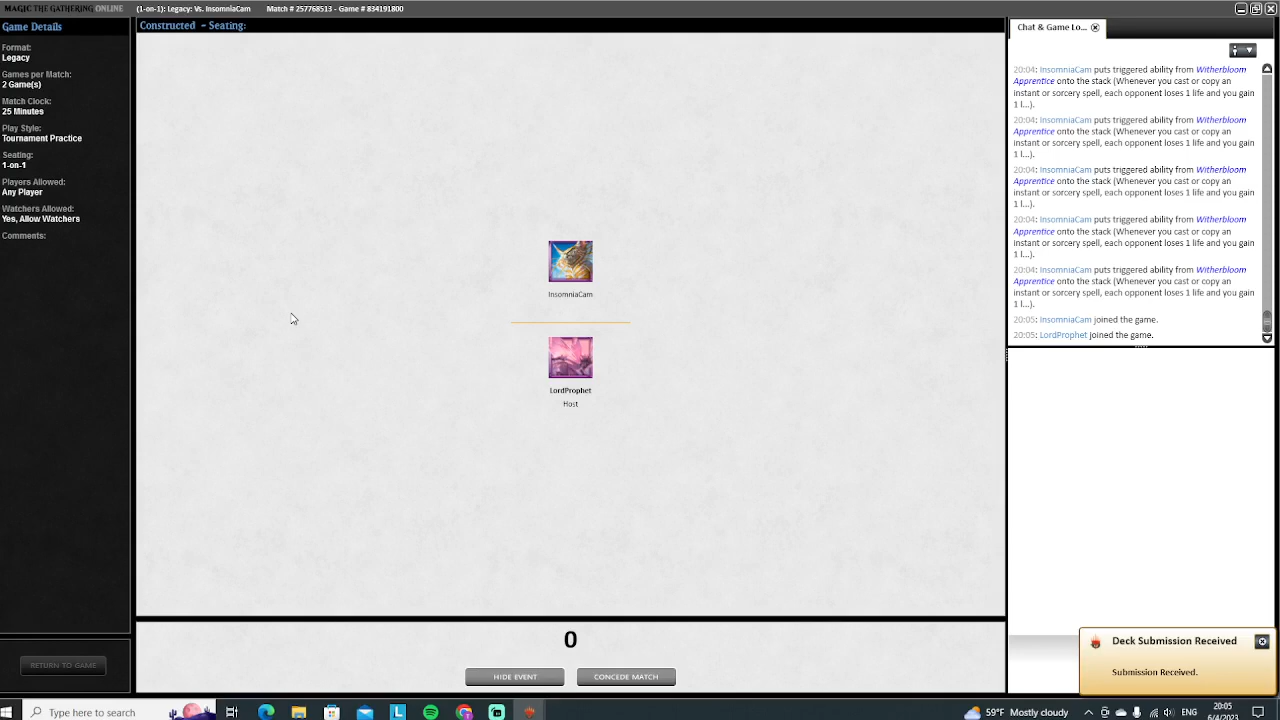 MAGIC THE GATHERING ONLINE
(1-on-1): Legacy: Vs. InsomniaCam
Match # 257768513 - Game # 834191800
Game Details
Format:
Legacy
Games per Match:
2 Game(s)
Match Clock:
25 Minutes
Play Style:
Tournament Practice
Seating:
1-on-1
Players Allowed:
Any Player
Watchers Allowed:
Yes, Allow Watchers
Comments:
RETURN TO GAME
Constructed - Seating:
InsomniaCam
LordProphet
Host
0
HIDE EVENT
CONCEDE MATCH
Chat & Game Lo...
20:04: InsomniaCam puts triggered ability from Witherbloom
Apprentice onto the stack (Whenever you cast or copy an
instant or sorcery spell, each opponent loses 1 life and you gain
1 l...).
20:04: InsomniaCam puts triggered ability from Witherbloom
Apprentice onto the stack (Whenever you cast or copy an
instant or sorcery spell, each opponent loses 1 life and you gain
1 l...).
20:04: InsomniaCam puts triggered ability from Witherbloom
Apprentice onto the stack (Whenever you cast or copy an
instant or sorcery spell, each opponent loses 1 life and you gain
1 l...).
20:04: InsomniaCam puts triggered ability from Witherbloom
Apprentice onto the stack (Whenever you cast or copy an
instant or sorcery spell, each opponent loses 1 life and you gain
1 l...).
20:04: InsomniaCam puts triggered ability from Witherbloom
Apprentice onto the stack (Whenever you cast or copy an
instant or sorcery spell, each opponent loses 1 life and you gain
1 l...).
20:05: InsomniaCam joined the game.
20:05: LordProphet joined the game.
Deck Submission Received
Submission Received.
Type here to search
L
59°F Mostly cloudy
20:05
6/4/2023